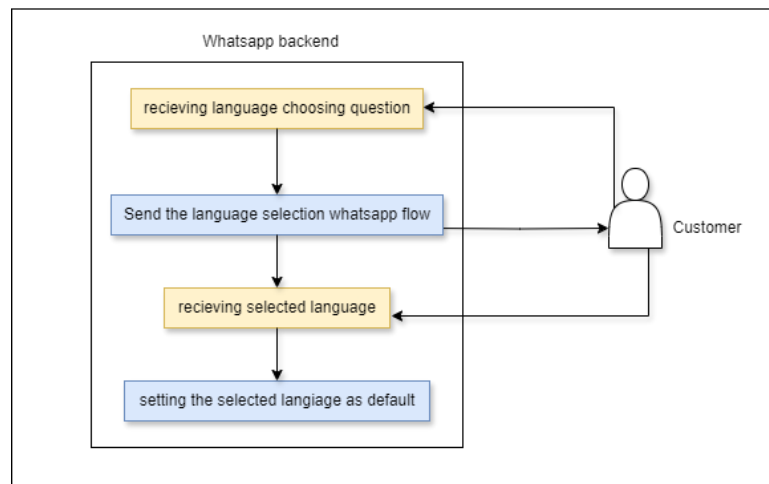 Whatsapp backend
recieving language choosing question
Send the language selection whatsapp flow
Customer
recieving selected language
setting the selected langiage as default